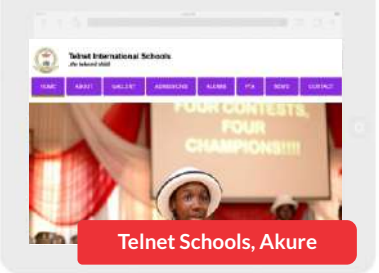 Telnet International Schools
HOME ABOUT GALLERY ADMISSIONS ALUMNI PTA NEWS CONTACT
FOUR CONTESTS,
FOUR
CHAMPIONS!!!!
Telnet Schools, Akure